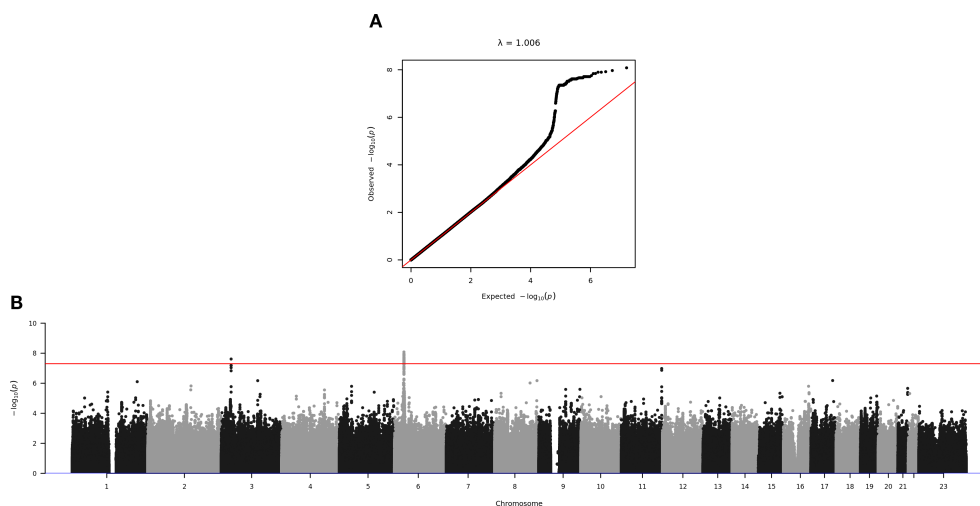 A
λ = 1.006
8
6
4
2
0
Observed −log10(p)
0 2 4 6
Expected −log10(p)
B
10
8
6
4
2
0
−log10(p)
1 2 3 4 5 6 7 8 9 10 11 12 13 14 15 16 17 18 19 20 21 23
Chromosome